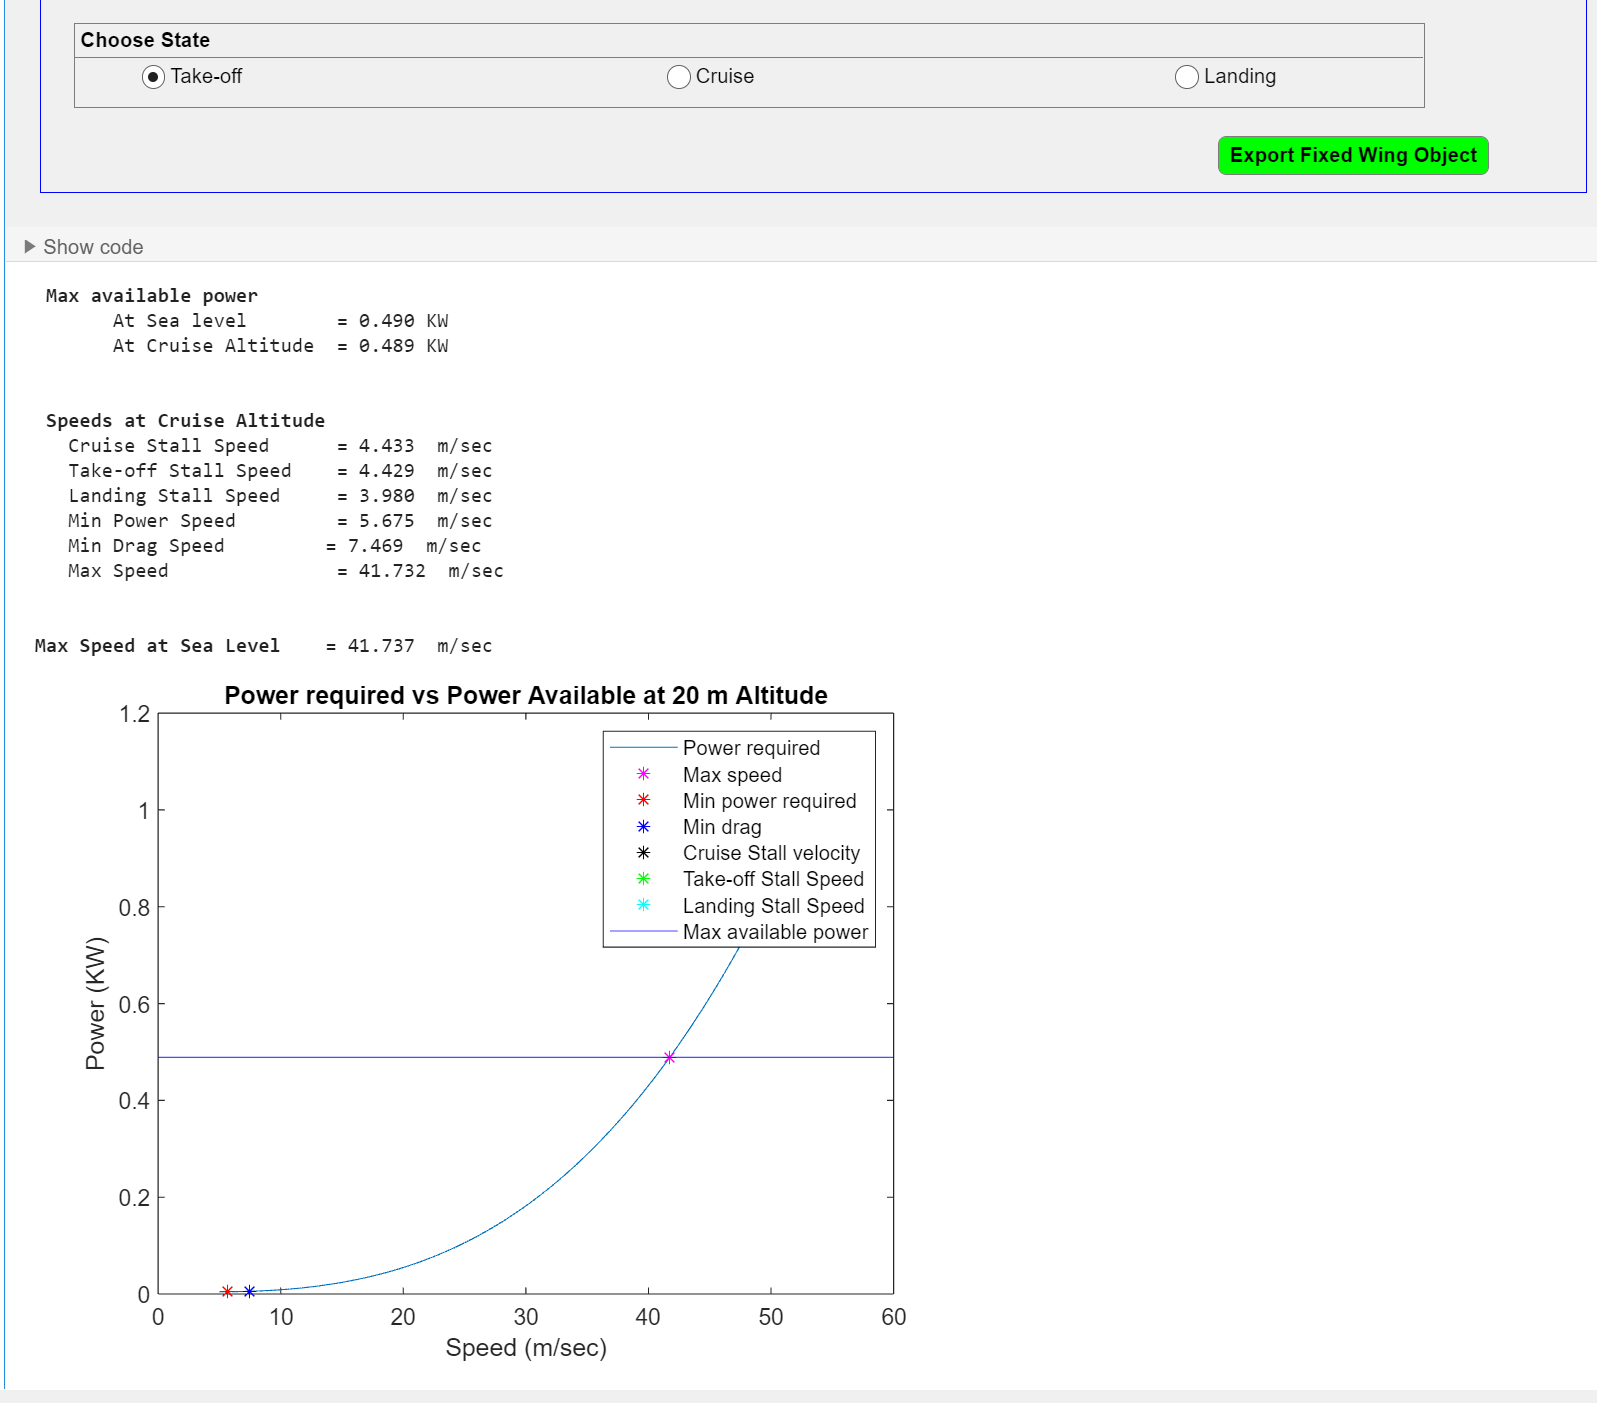 Choose State
Take-off Cruise Landing
Export Fixed Wing Object
Show code
Max available power
At Sea level = 0.490 KW
At Cruise Altitude = 0.489 KW
Speeds at Cruise Altitude
Cruise Stall Speed = 4.433 m/sec
Take-off Stall Speed = 4.429 m/sec
Landing Stall Speed = 3.980 m/sec
Min Power Speed = 5.675 m/sec
Min Drag Speed = 7.469 m/sec
Max Speed = 41.732 m/sec
Max Speed at Sea Level = 41.737 m/sec
Power required vs Power Available at 20 m Altitude
1.2
1
0.8
0.6
0.4
0.2
0
Power (KW)
Power required
Max speed
Min power required
Min drag
Cruise Stall velocity
Take-off Stall Speed
Landing Stall Speed
Max available power
0 10 20 30 40 50 60
Speed (m/sec)